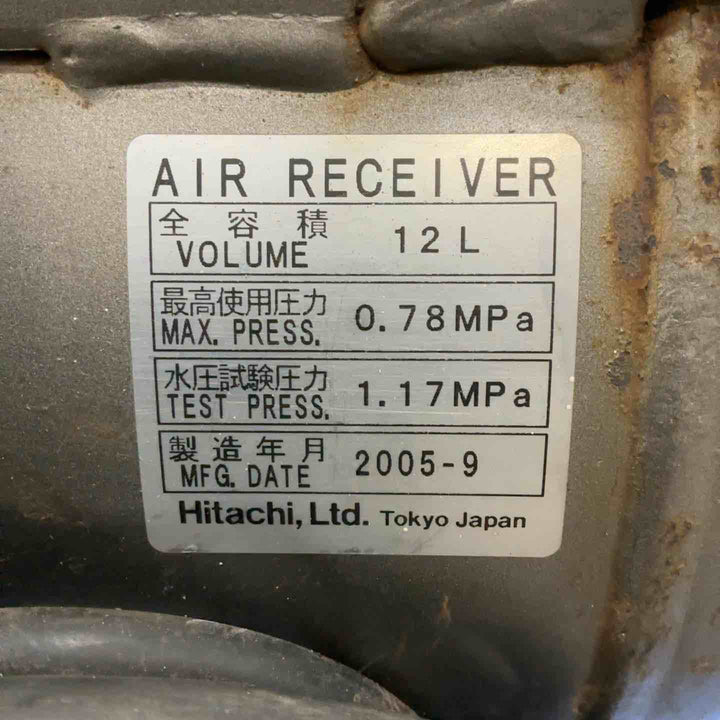 AIR RECEIVER
全容積
VOLUME 12L
最高使用圧力
MAX. PRESS. 0.78MPa
水圧試験圧力
TEST PRESS. 1.17MPa
製造年月
MFG. DATE 2005-9
Hitachi, Ltd. Tokyo Japan